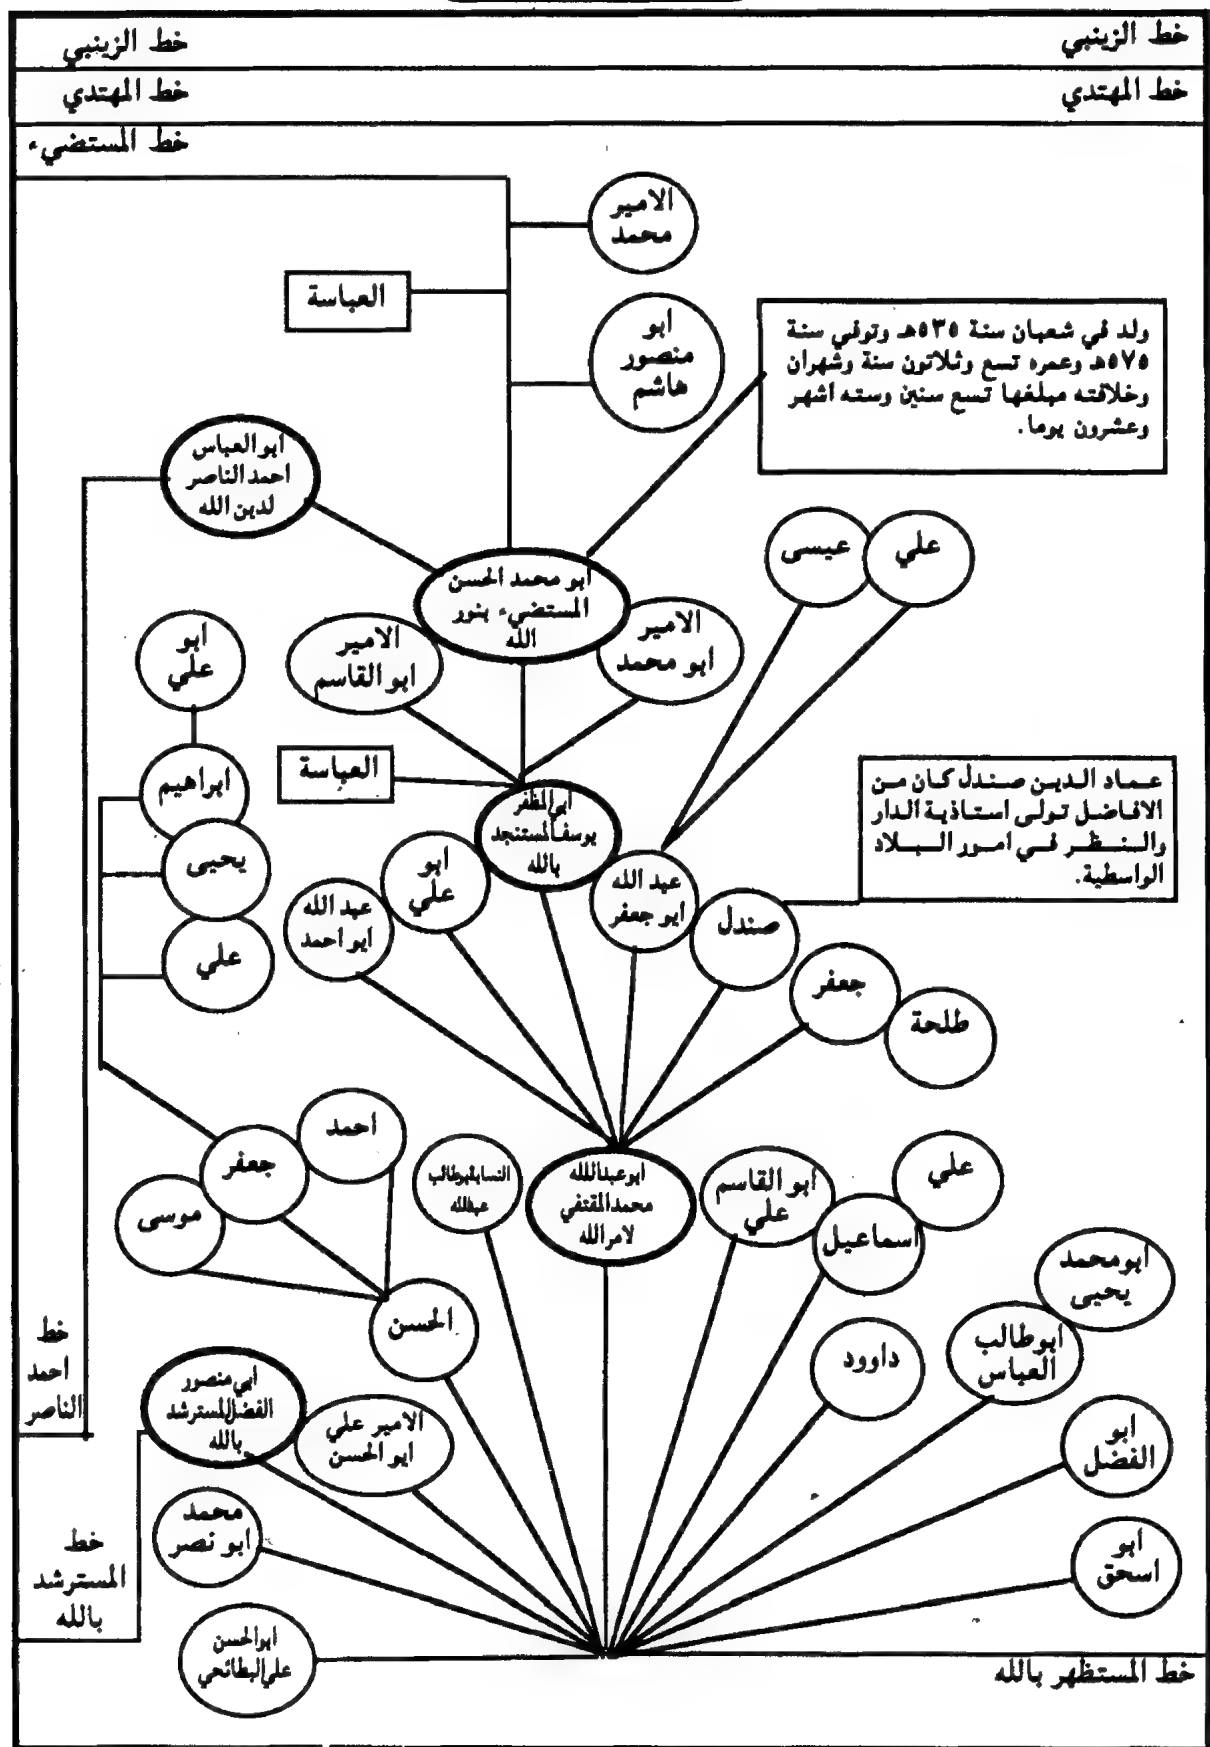 خط الزينبي
خط الزينبي
خط المهتدي
خط المهتدي
خط المستضيء
الامير
محمد
العباسة
ابو
منصور
هاشم
ولد في شعبان سنة ٥٣٥هـ وتوفي سنة
٥٧٥هـ وعمره تسع وثلاثون سنة وشهران
وخلافته مبلغها تسع سنين وسته اشهر
وعشرون يوما.
ابو العباس
احمد الناصر
لدين الله
علي
عيسى
ابو محمد الحسن
المستضيء بنور
الله
الامير
ابو محمد
الامير
ابو القاسم
ابو
علي
العباسة
ابراهيم
عماد الدين صندل كان من
الافاضل تولى استاذية الدار
والنظر في امور البلاد
الواسطية.
ابي المظفر
يوسف المستنجد
بالله
يحيى
ابو
علي
عبد الله
ابو جعفر
عبد الله
ابو احمد
صندل
علي
جعفر
طلحة
احمد
جعفر
موسى
ابو عبدالله
محمد المقتفي
لامر الله
ابو القاسم
علي
اسماعيل
علي
ابو محمد
يحيى
ابو طالب
العباس
الحسن
داوود
خط
احمد
الناصر
ابي منصور
الفضل المسترشد
بالله
الامير علي
ابو الحسن
ابو
الفضل
محمد
ابو نصر
ابو
اسحق
خط
المسترشد
بالله
ابو الحسن
علي البطائحي
خط المستظهر بالله